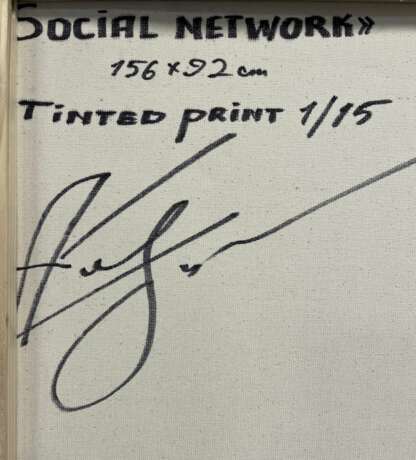 Social Network»
156 x 92 cm
Tinted print 1/15